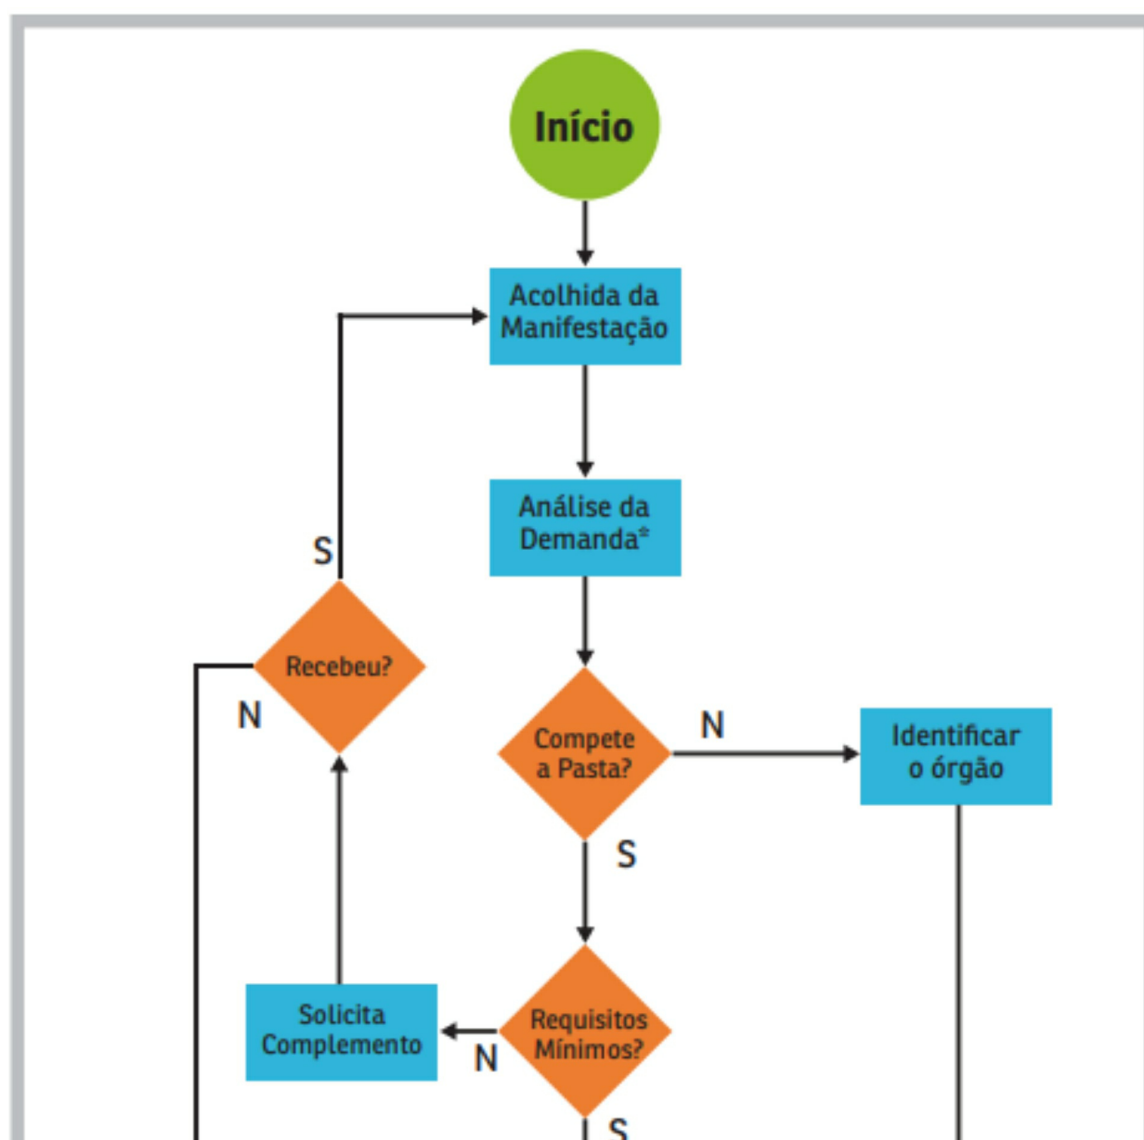 Início
Acolhida da
Manifestação
Análise da
Demanda*
S
Recebeu?
N
Compete
a Pasta?
N
Identificar
o órgão
S
Solicita
Complemento
N
Requisitos
Mínimos?
S